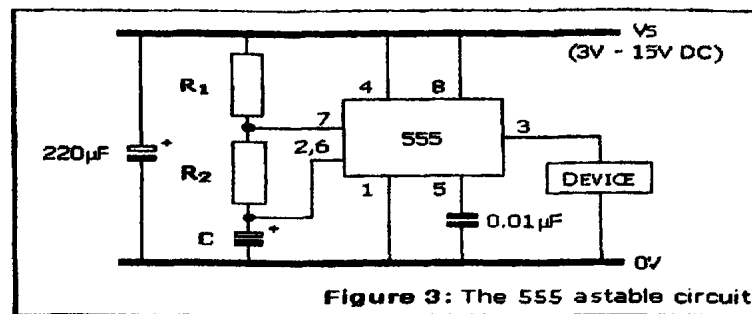 Vs
(3V - 15V DC)
R1
4
8
7
555
3
220µF
+
2,6
R2
1
5
DEVICE
C
+
0.01µF
0V
Figure 3: The 555 astable circuit